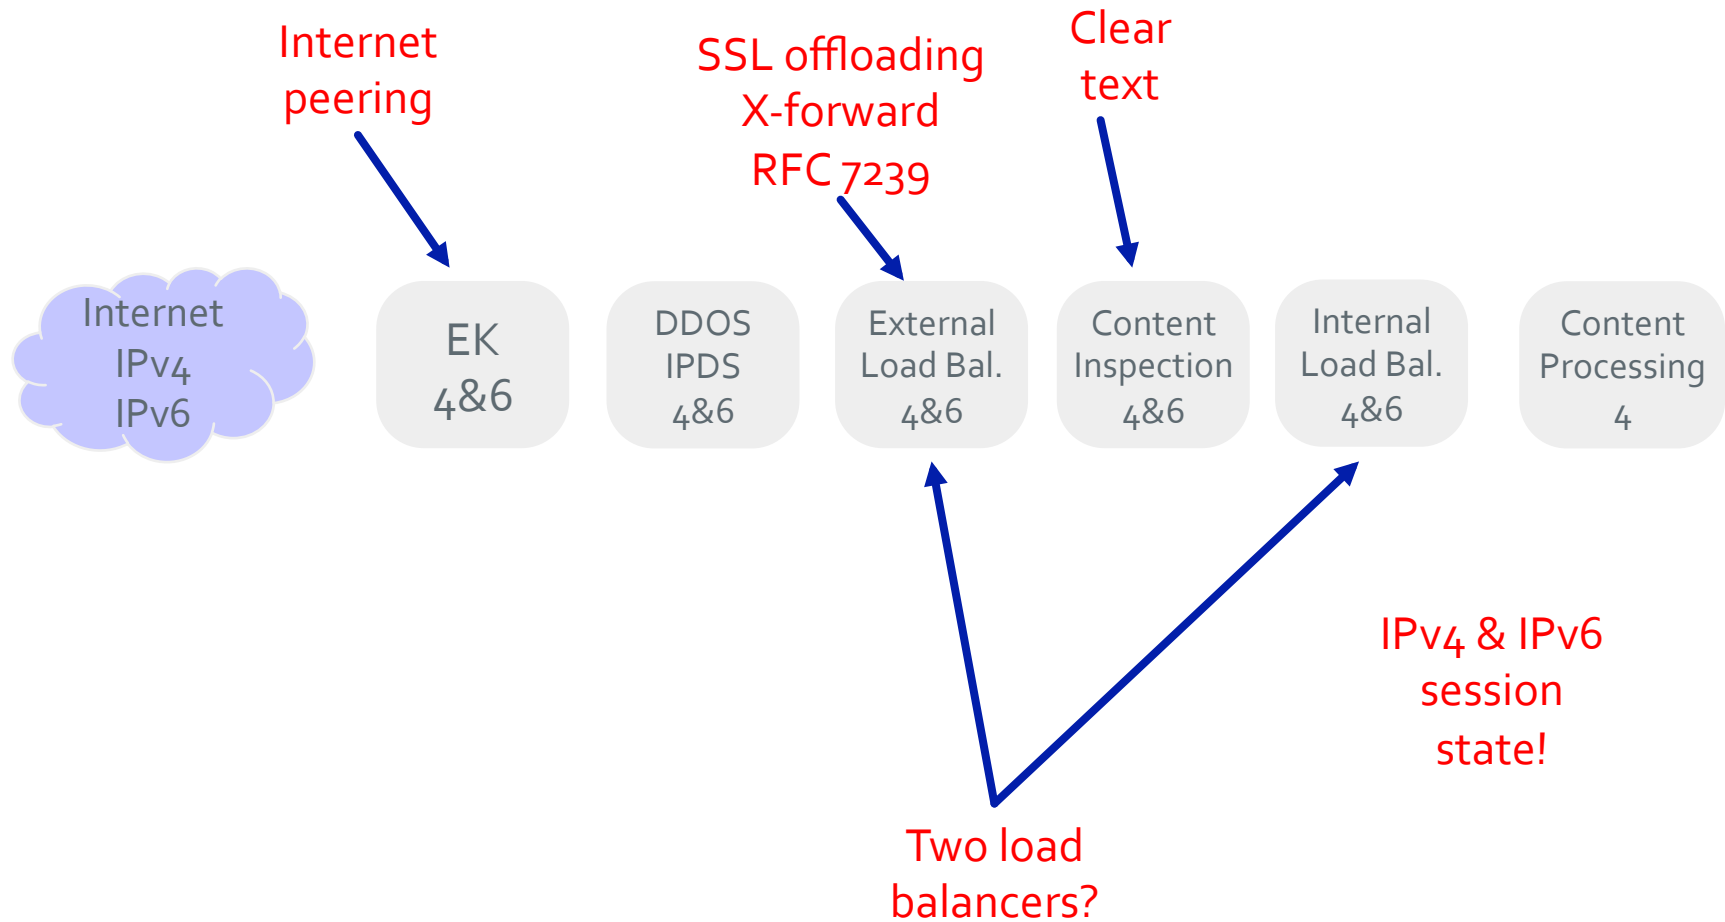 Internet
peering
SSL offloading
X-forward
RFC 7239
Clear
text
Internet
IPv4
IPv6
EK
4&6
DDOS
IPDS
4&6
External
Load Bal.
4&6
Content
Inspection
4&6
Internal
Load Bal.
4&6
Content
Processing
4
IPv4 & IPv6
session
state!
Two load
balancers?